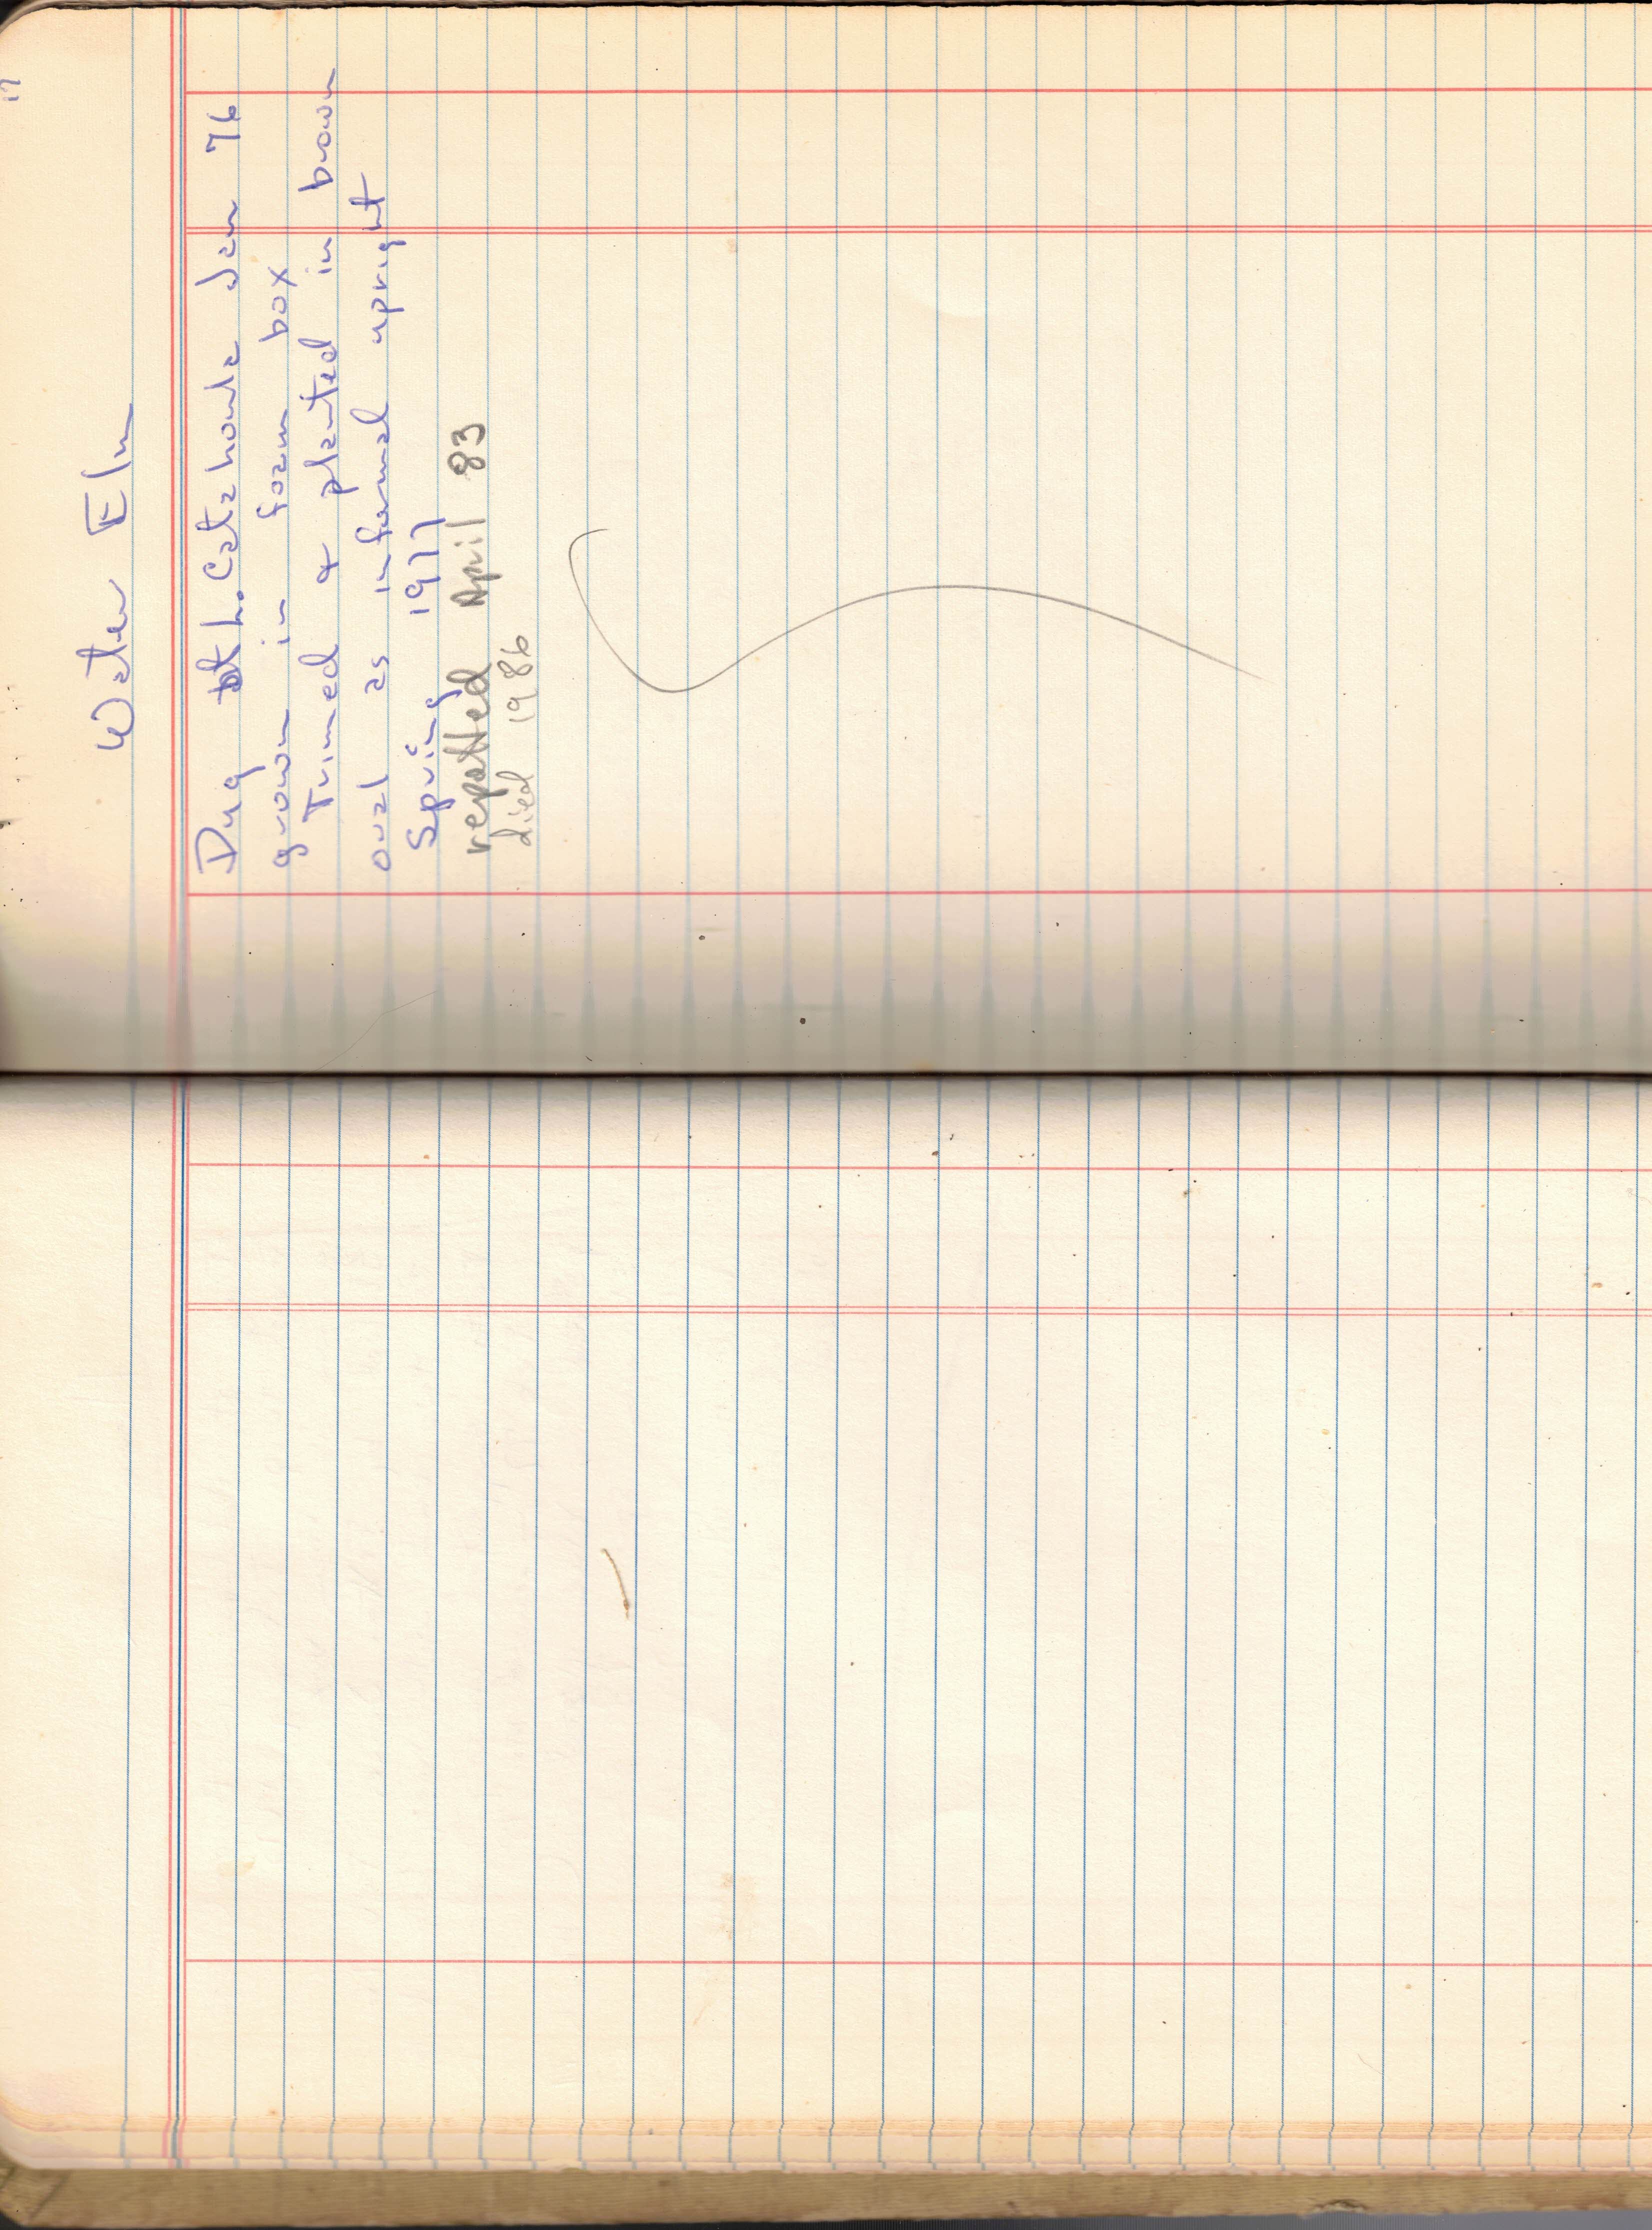 17
Water Elm
Dug at L. Catahoula Jan 76
grown in foam box
Trimed & planted in brown
oval as informal upright
Spring 1977
repotted April 83
died 1986